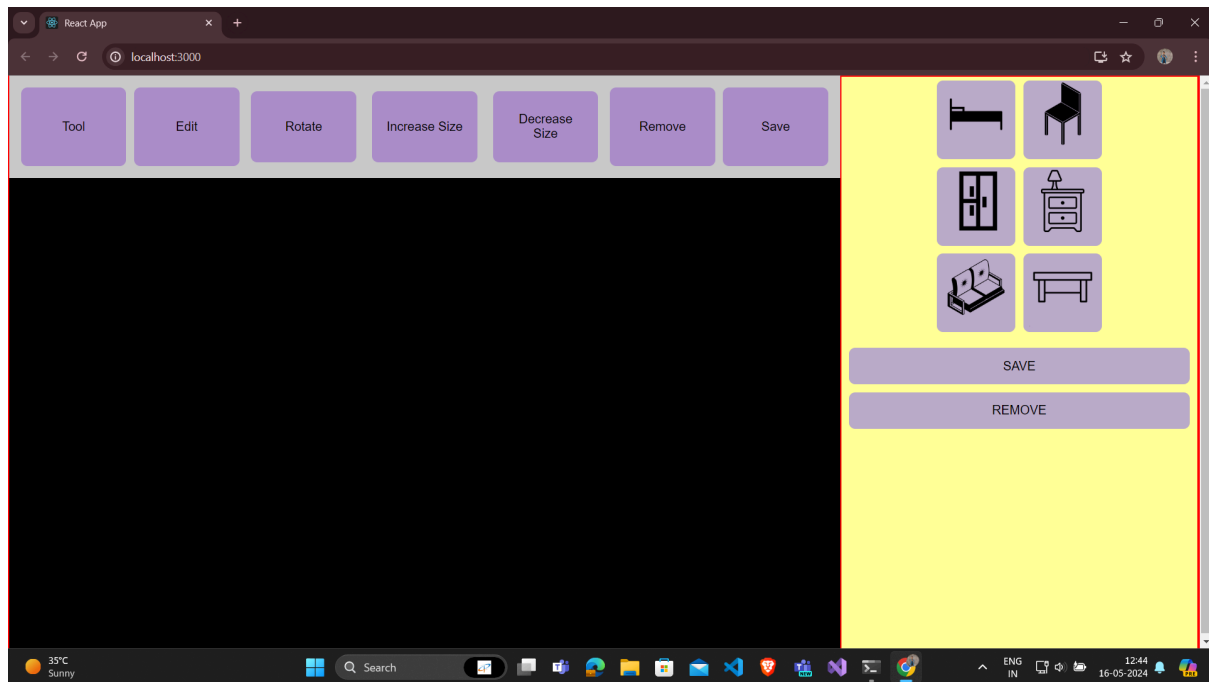 React App
localhost:3000
Tool
Edit
Rotate
Increase Size
Decrease
Size
Remove
Save
SAVE
REMOVE
35°C
Sunny
Search
ENG
IN
12:44
16-05-2024